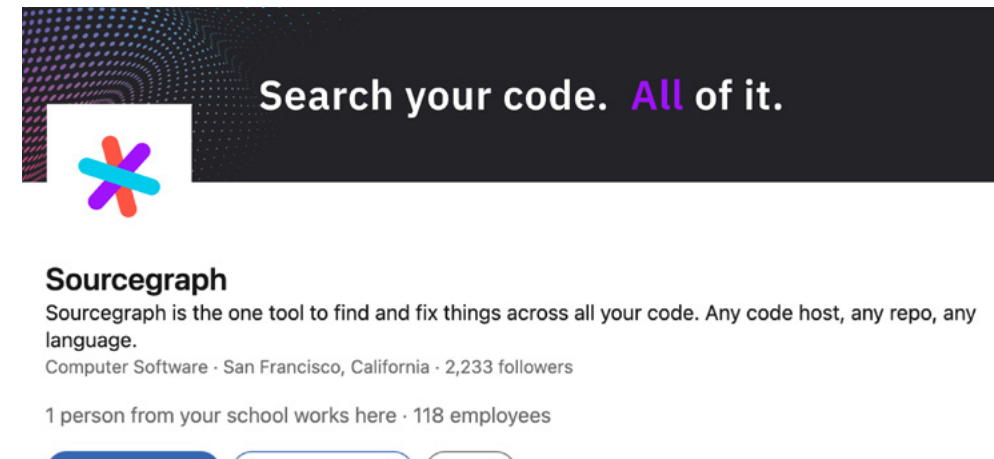 Search your code. All of it.
Sourcegraph
Sourcegraph is the one tool to find and fix things across all your code. Any code host, any repo, any
language.
Computer Software · San Francisco, California · 2,233 followers
1 person from your school works here · 118 employees